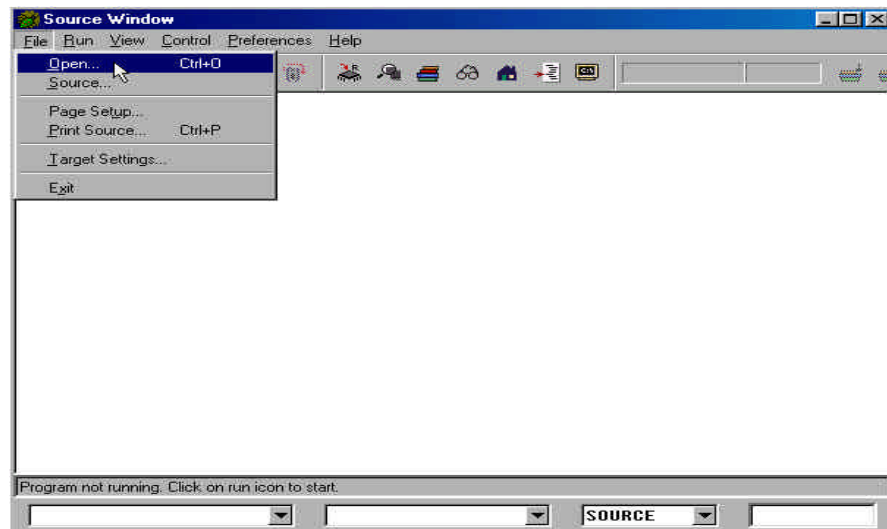 Source Window
File Run View Control Preferences Help
Open... Ctrl+O
Source...
Page Setup...
Print Source... Ctrl+P
Target Settings...
Exit
Program not running. Click on run icon to start.
SOURCE